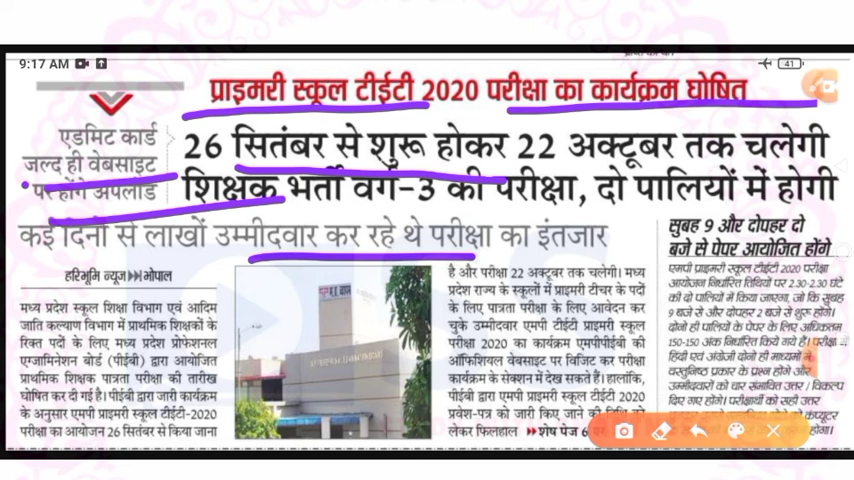 9:17 AM
41
प्राइमरी स्कूल टीईटी 2020 परीक्षा का कार्यक्रम घोषित
एडमिट कार्ड
जल्द ही वेबसाइट
पर होंगे अपलोड
26 सितंबर से शुरू होकर 22 अक्टूबर तक चलेगी
शिक्षक भर्ती वर्ग-3 की परीक्षा, दो पालियों में होगी
कई दिनों से लाखों उम्मीदवार कर रहे थे परीक्षा का इंतजार
हरिभूमि न्यूज भोपाल
मध्य प्रदेश स्कूल शिक्षा विभाग एवं आदिम
जाति कल्याण विभाग में प्राथमिक शिक्षकों के
रिक्त पदों के लिए मध्य प्रदेश प्रोफेशनल
एग्जामिनेशन बोर्ड (पीईबी) द्वारा आयोजित
प्राथमिक शिक्षक पात्रता परीक्षा की तारीख
घोषित कर दी गई है। पीईबी द्वारा जारी कार्यक्रम
के अनुसार एमपी प्राइमरी स्कूल टीईटी-2020
परीक्षा का आयोजन 26 सितंबर से किया जाना
है और परीक्षा 22 अक्टूबर तक चलेगी। मध्य
प्रदेश राज्य के स्कूलों में प्राइमरी टीचर के पदों
के लिए पात्रता परीक्षा के लिए आवेदन कर
चुके उम्मीदवार एमपी टीईटी प्राइमरी स्कूल
परीक्षा 2020 का कार्यक्रम एमपीपीईबी की
ऑफिशियल वेबसाइट पर विजिट कर परीक्षा
कार्यक्रम के सेक्शन में देख सकते हैं। हालांकि,
पीईबी द्वारा एमपी प्राइमरी स्कूल टीईटी 2020
प्रवेश-पत्र को जारी किए जाने की तिथि को
लेकर फिलहाल शेष पेज 6
सुबह 9 और दोपहर दो
बजे से पेपर आयोजित होंगे
एमपी प्राइमरी स्कूल टीईटी 2020 परीक्षा
आयोजन निर्धारित तिथियों पर 2.30-2.30 घंटे
की दो पालियों में किया जाएगा, जो कि सुबह
9 बजे से और दोपहर 2 बजे से शुरू होंगी।
दोनों ही पालियों के पेपर के लिए अधिकतम
150-150 अंक निर्धारित किये गये हैं। परीक्षा
हिंदी एवं अंग्रेजी दोनों ही माध्यमों
वस्तुनिष्ठ प्रकार के प्रश्न होंगे और
उम्मीदवारों को चार संभावित उत्तर / विकल्प
दिए गए होंगे। परीक्षार्थी को सही उत्तर
कंप्यूटर
होगा।